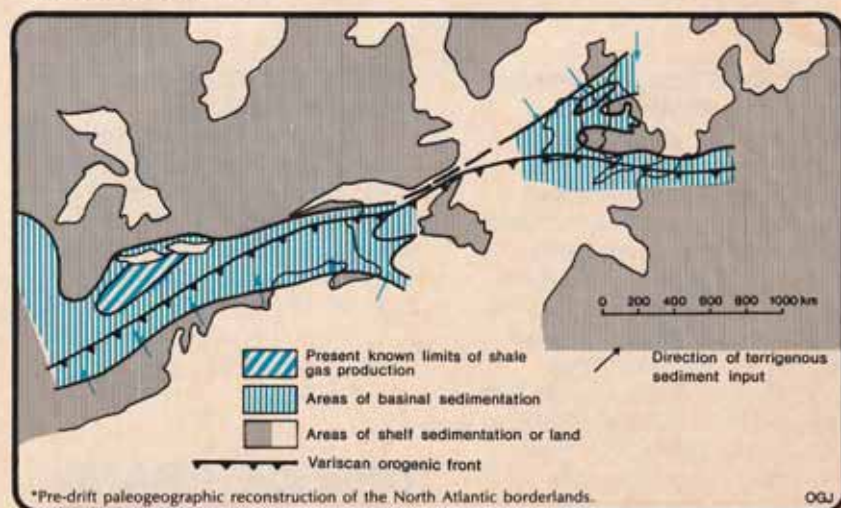 0 200 400 600 800 1000 km
Present known limits of shale
gas production
Direction of terrigenous
sediment input
Areas of basinal sedimentation
Areas of shelf sedimentation or land
Variscan orogenic front
*Pre-drift paleogeographic reconstruction of the North Atlantic borderlands.
OGJ